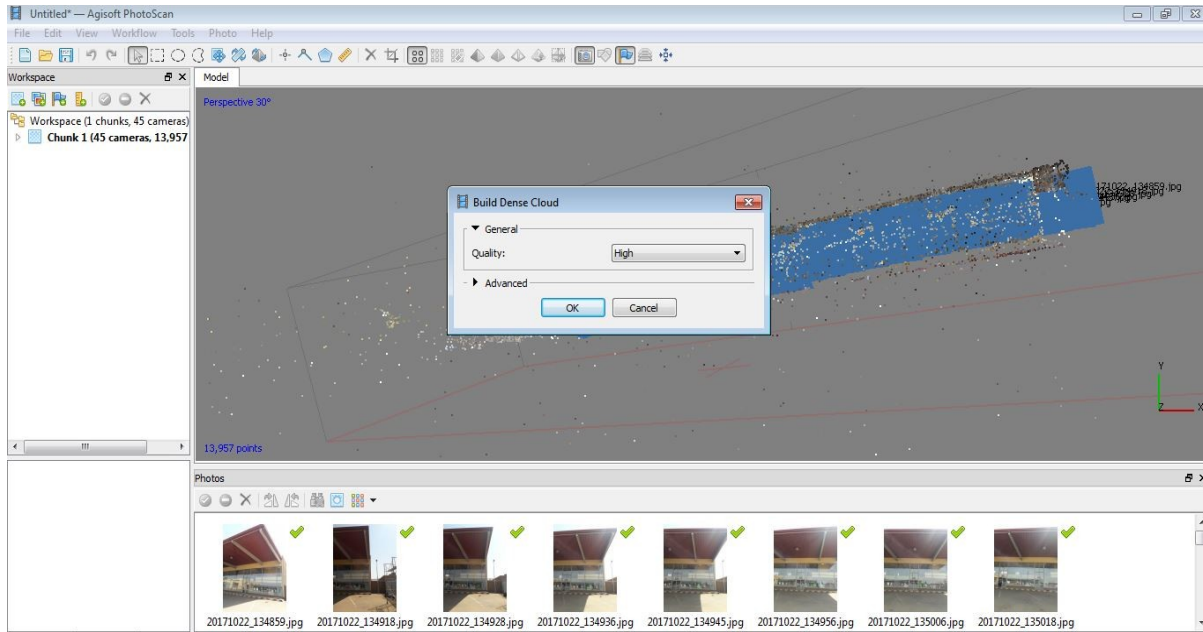 Untitled* — Agisoft PhotoScan
File Edit View Workflow Tools Photo Help
Workspace
Model
Workspace (1 chunks, 45 cameras)
Chunk 1 (45 cameras, 13,957
Perspective 30°
Build Dense Cloud
General
Quality: High
Advanced
OK Cancel
Y
Z X
13,957 points
Photos
20171022_134859.jpg 20171022_134918.jpg 20171022_134928.jpg 20171022_134936.jpg 20171022_134945.jpg 20171022_134956.jpg 20171022_135006.jpg 20171022_135018.jpg